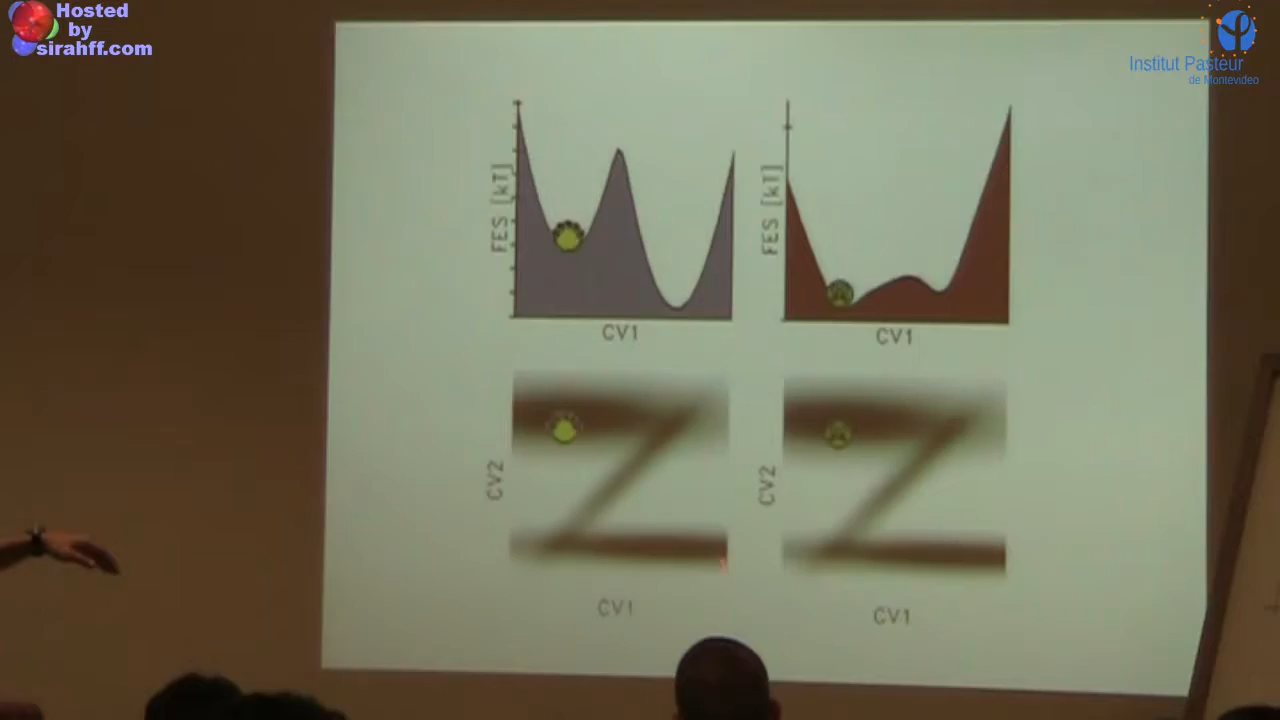 Hosted
by
sirahff.com
Institut Pasteur
de Montevideo
FES [kT]
CV1
FES [kT]
CV1
CV2
CV1
CV2
CV1